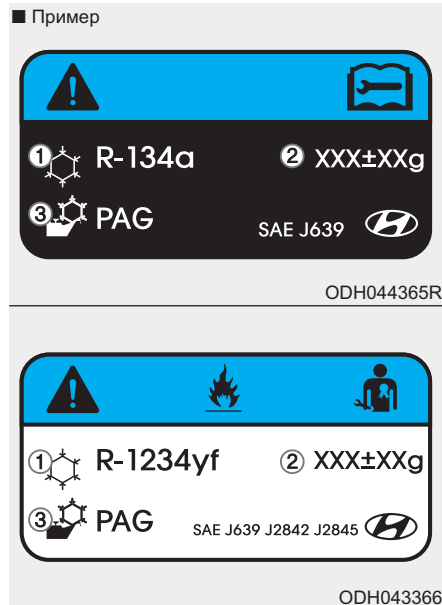 ■ Пример
① R-134a ② XXX±XXg
③ PAG SAE J639
ODH044365R
① R-1234yf ② XXX±XXg
③ PAG SAE J639 J2842 J2845
ODH043366